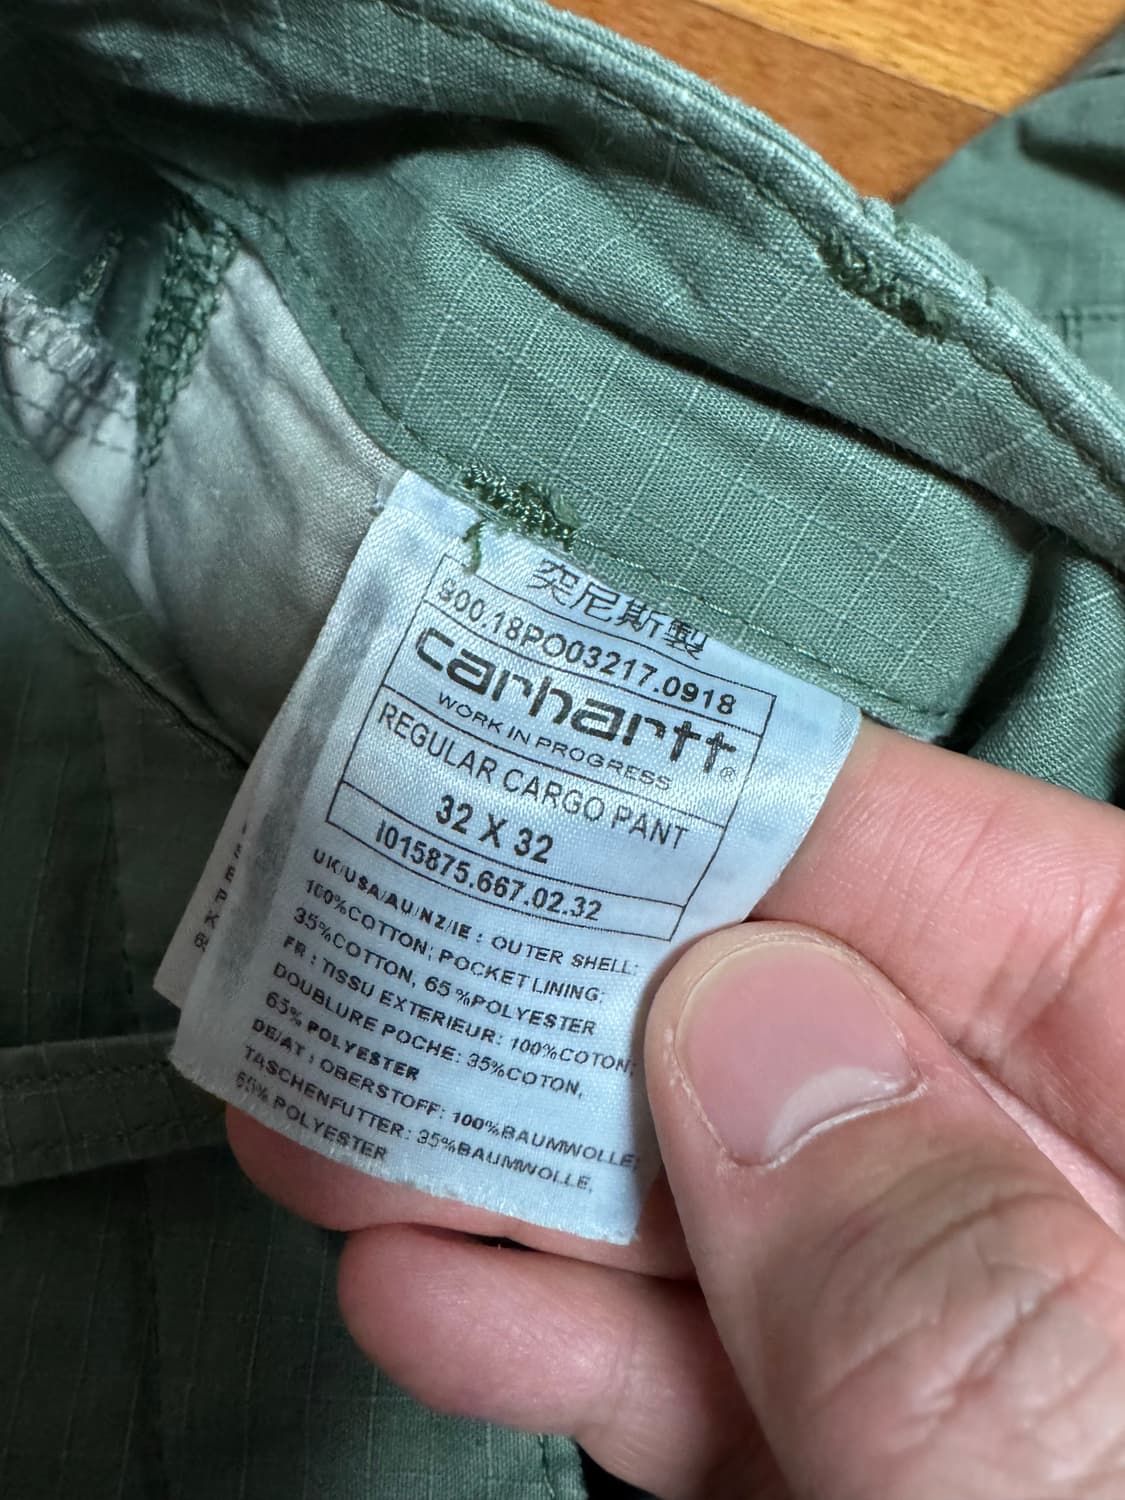 突尼斯製
900.18PO03217.0918
carhartt®
WORK IN PROGRESS
REGULAR CARGO PANT
32 X 32
I015875.667.02.32
UK/USA/AU/NZ/IE : OUTER SHELL:
100%COTTON; POCKET LINING:
35%COTTON, 65%POLYESTER
FR : TISSU EXTERIEUR: 100%COTON;
DOUBLURE POCHE: 35%COTON,
65% POLYESTER
DE/AT : OBERSTOFF: 100%BAUMWOLLE;
TASCHENFUTTER: 35%BAUMWOLLE,
65% POLYESTER